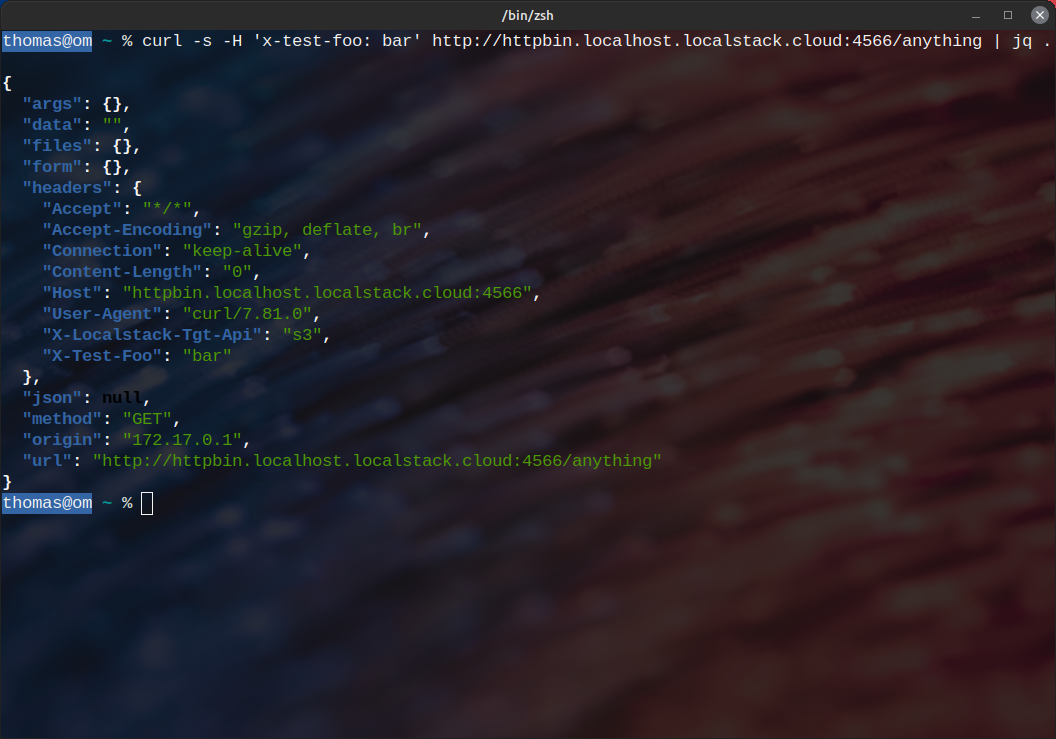 /bin/zsh
thomas@om ~ % curl -s -H 'x-test-foo: bar' http://httpbin.localhost.localstack.cloud:4566/anything | jq .
{
  "args": {},
  "data": "",
  "files": {},
  "form": {},
  "headers": {
    "Accept": "*/*",
    "Accept-Encoding": "gzip, deflate, br",
    "Connection": "keep-alive",
    "Content-Length": "0",
    "Host": "httpbin.localhost.localstack.cloud:4566",
    "User-Agent": "curl/7.81.0",
    "X-Localstack-Tgt-Api": "s3",
    "X-Test-Foo": "bar"
  },
  "json": null,
  "method": "GET",
  "origin": "172.17.0.1",
  "url": "http://httpbin.localhost.localstack.cloud:4566/anything"
}
thomas@om ~ %